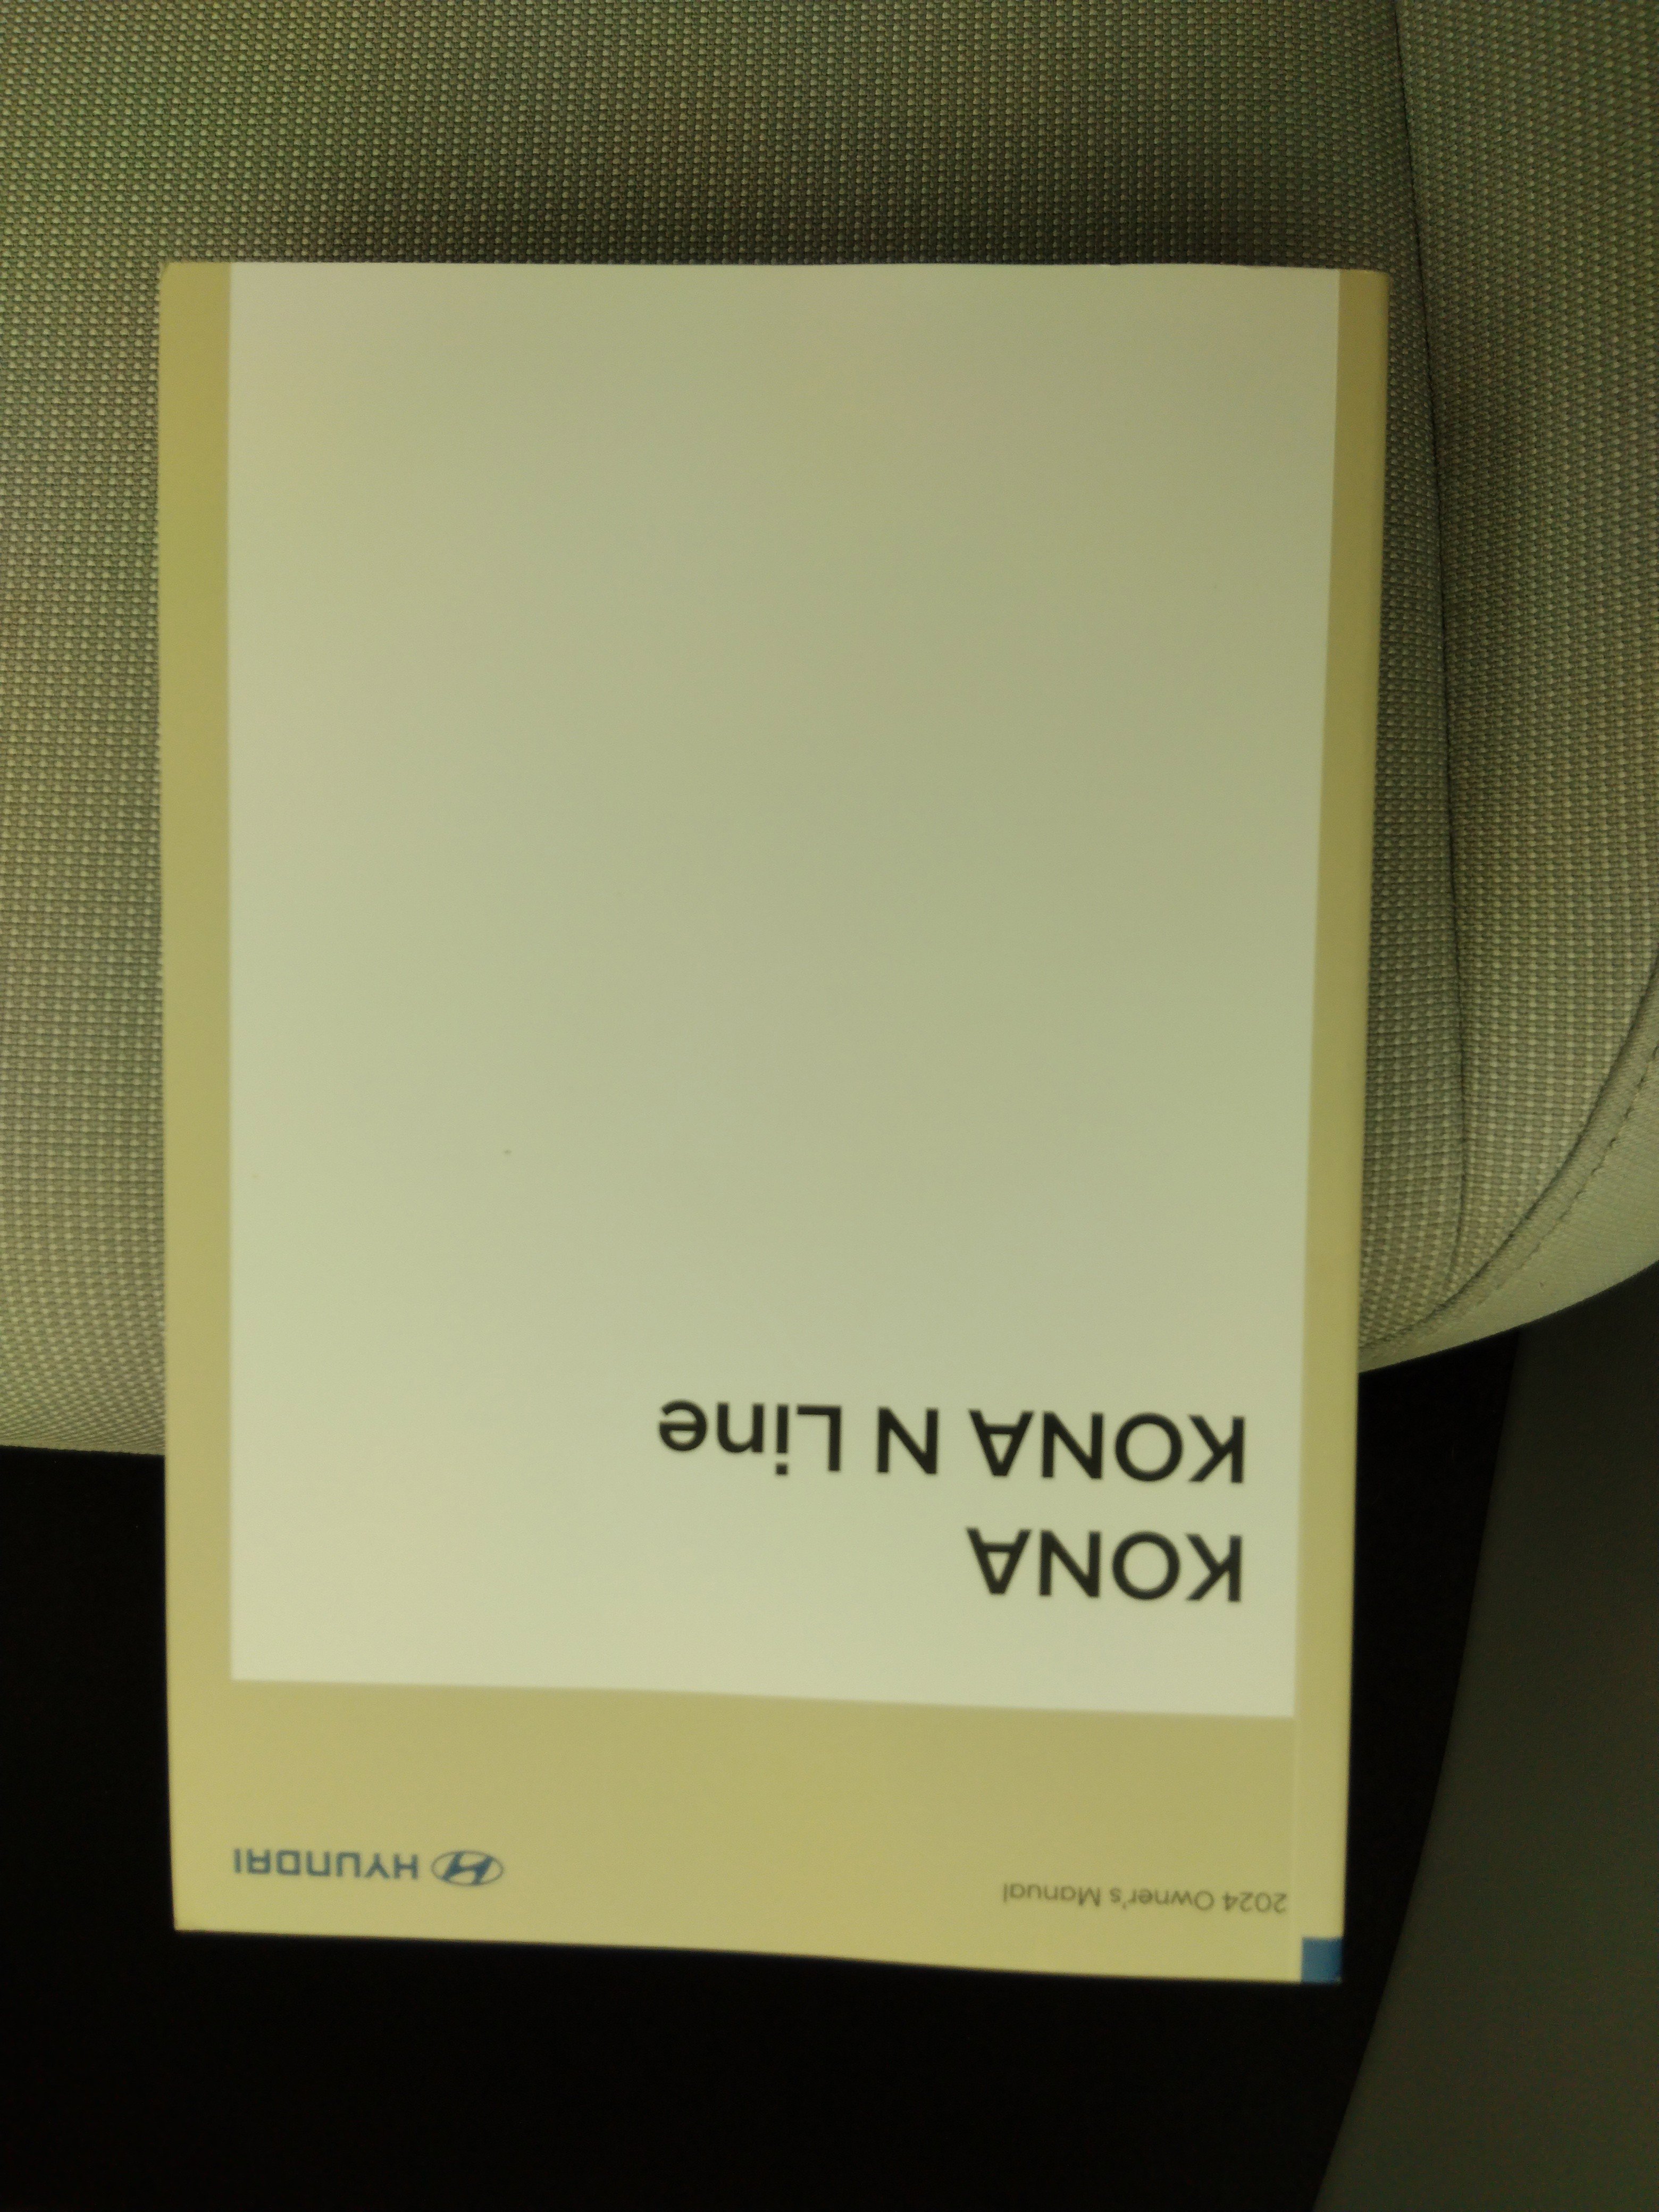 2024 Owner's Manual
HYUNDAI
KONA
KONA N Line